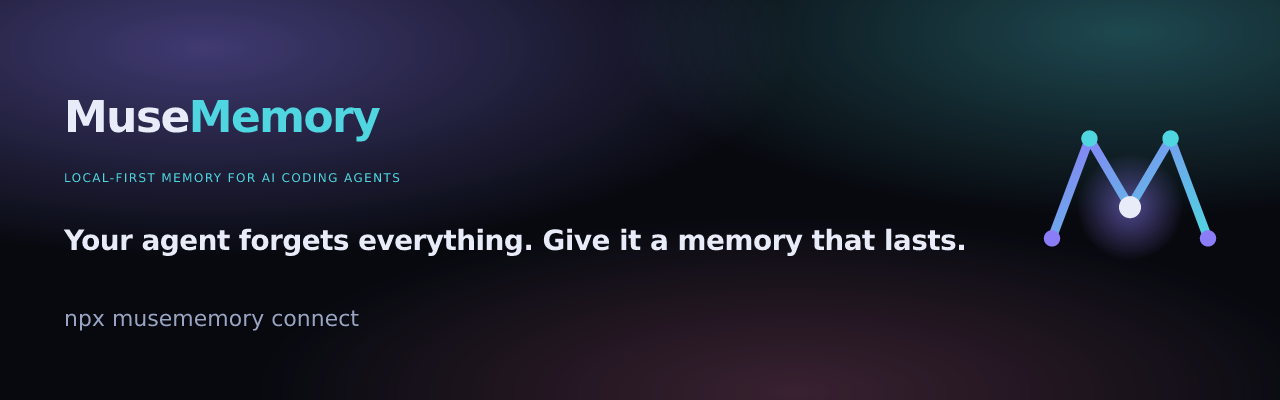 MuseMemory
LOCAL-FIRST MEMORY FOR AI CODING AGENTS
Your agent forgets everything. Give it a memory that lasts.
npx musememory connect